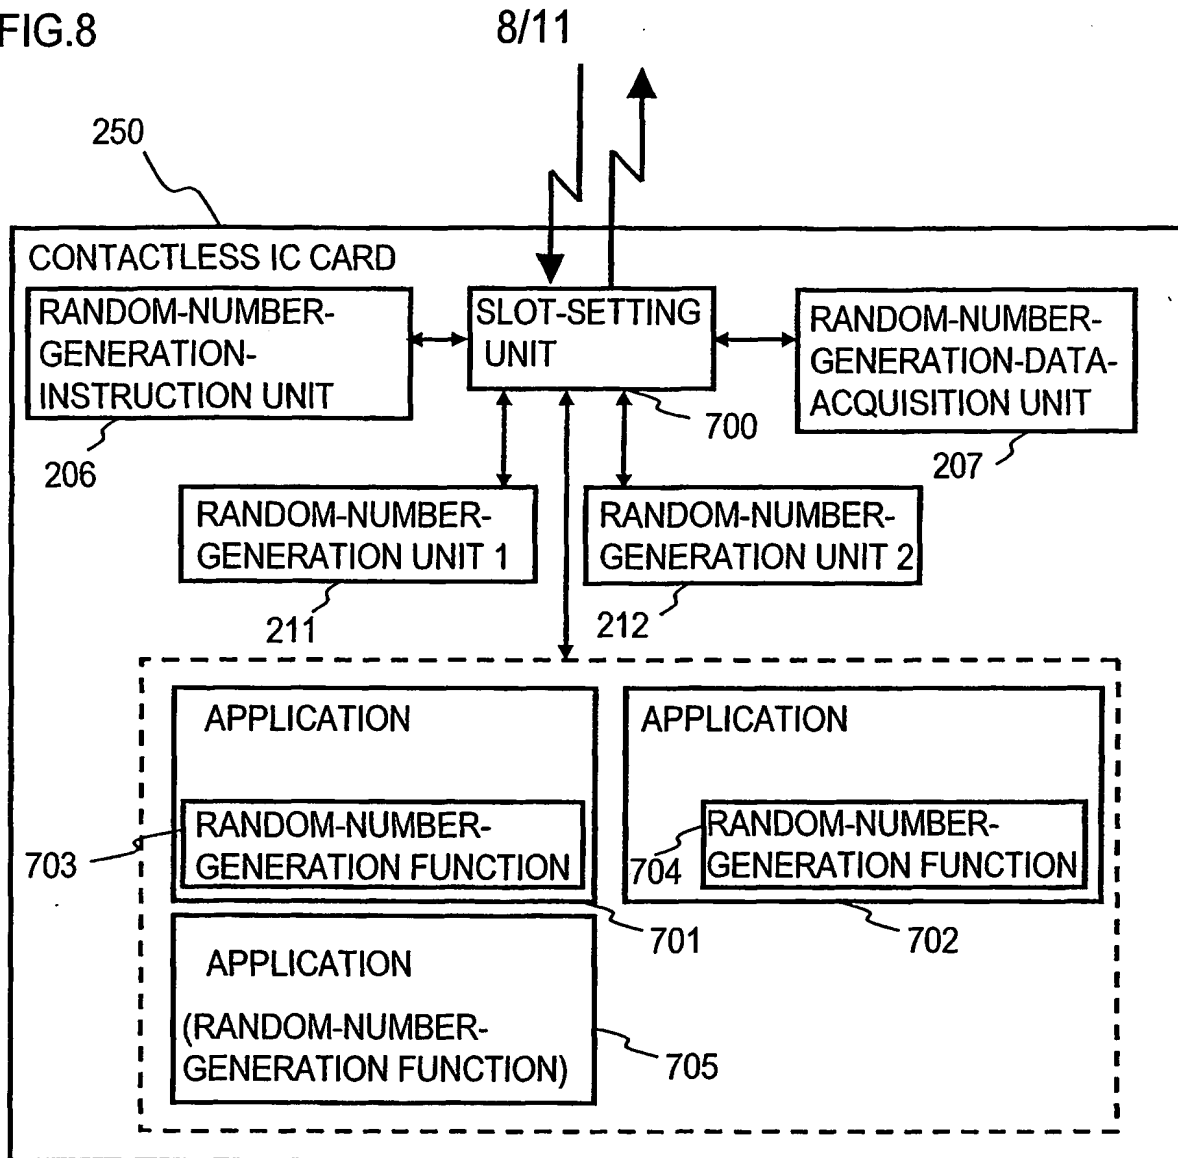 FIG.8
8/11
250
CONTACTLESS IC CARD
RANDOM-NUMBER-
GENERATION-
INSTRUCTION UNIT
SLOT-SETTING
UNIT
RANDOM-NUMBER-
GENERATION-DATA-
ACQUISITION UNIT
206
700
207
RANDOM-NUMBER-
GENERATION UNIT 1
RANDOM-NUMBER-
GENERATION UNIT 2
211
212
APPLICATION
APPLICATION
703
RANDOM-NUMBER-
GENERATION FUNCTION
704
RANDOM-NUMBER-
GENERATION FUNCTION
701
702
APPLICATION
(RANDOM-NUMBER-
GENERATION FUNCTION)
705